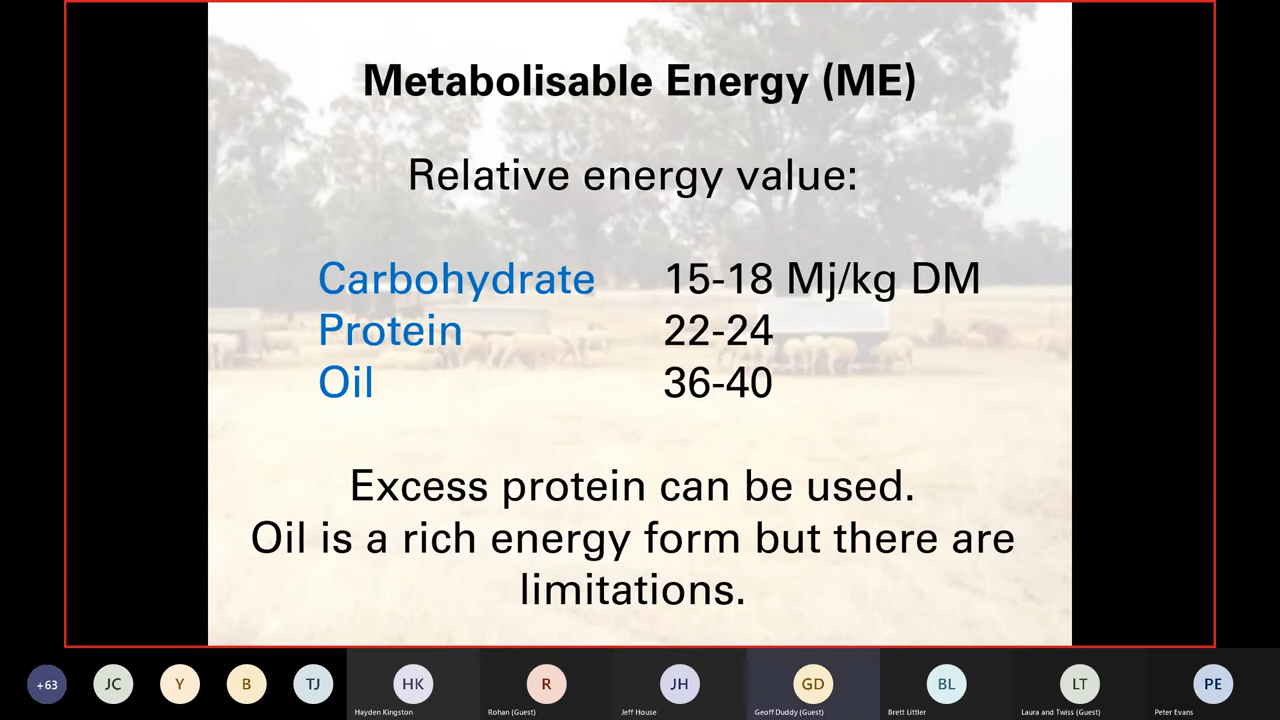 Metabolisable Energy (ME)
Relative energy value:
Carbohydrate 15-18 Mj/kg DM
Protein 22-24
Oil 36-40
Excess protein can be used.
Oil is a rich energy form but there are
limitations.
+63 JC Y B TJ HK R JH GD BL LT PE
Hayden Kingston Rohan (Guest) Jeff House Geoff Duddy (Guest) Brett Littler Laura and Twiss (Guest) Peter Evans